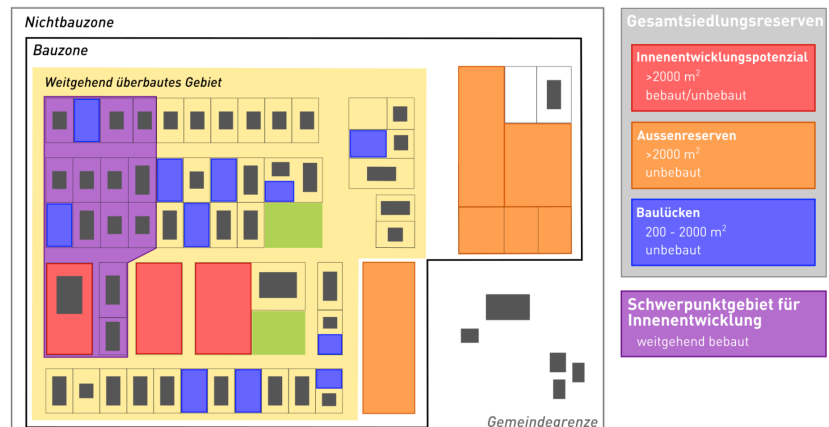 Nichtbauzone
Bauzone
Weitgehend überbautes Gebiet
Gemeindegrenze
Gesamtsiedlungsreserven
Innenentwicklungspotenzial
>2000 m²
bebaut/unbebaut
Aussenreserven
>2000 m²
unbebaut
Baulücken
200 - 2000 m²
unbebaut
Schwerpunktgebiet für
Innenentwicklung
weitgehend bebaut